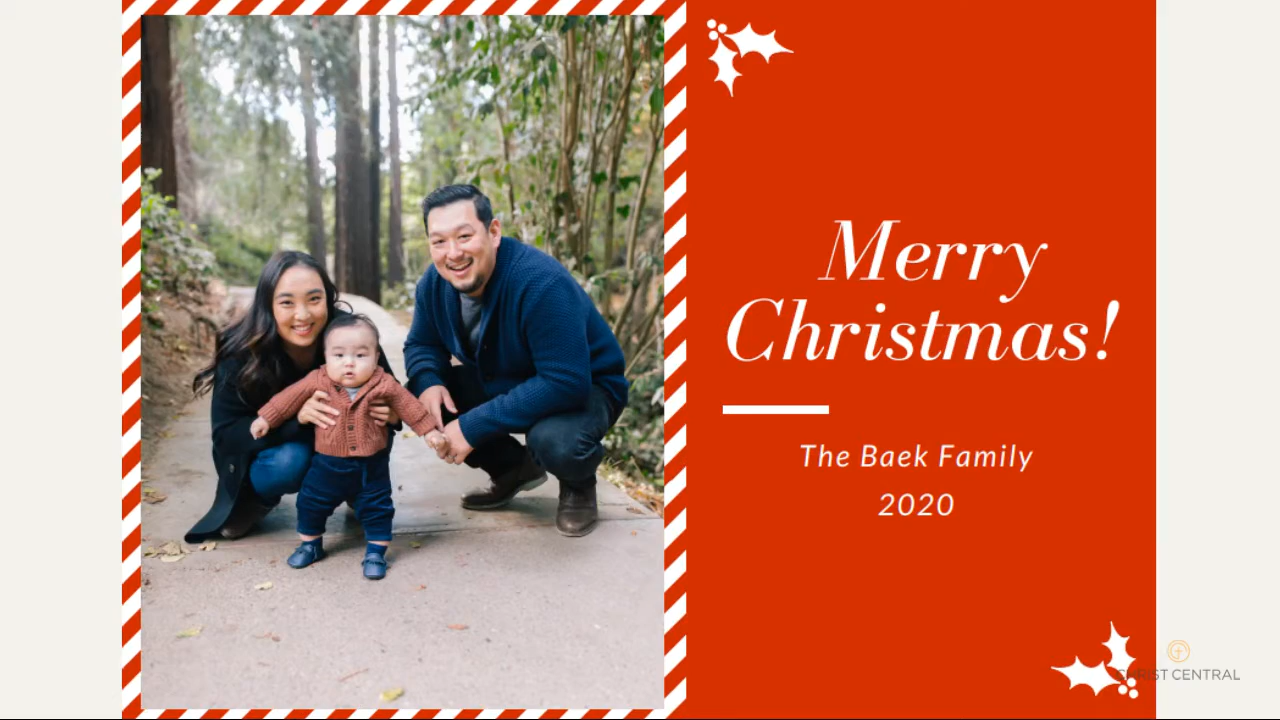 Merry
Christmas!
The Baek Family
2020
CHRIST CENTRAL